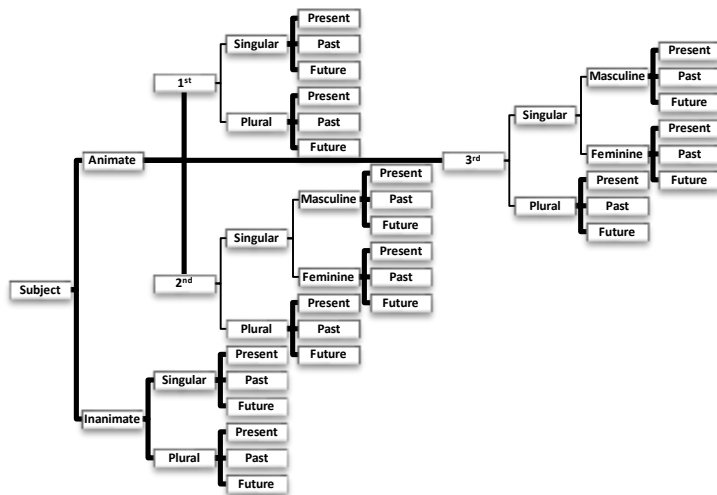 Subject
Animate
1st
Singular
Present
Past
Future
Plural
Present
Past
Future
2nd
Singular
Masculine
Present
Past
Future
Feminine
Present
Past
Future
Plural
Present
Past
Future
3rd
Singular
Masculine
Present
Past
Future
Feminine
Present
Past
Future
Plural
Present
Past
Future
Inanimate
Singular
Present
Past
Future
Plural
Present
Past
Future